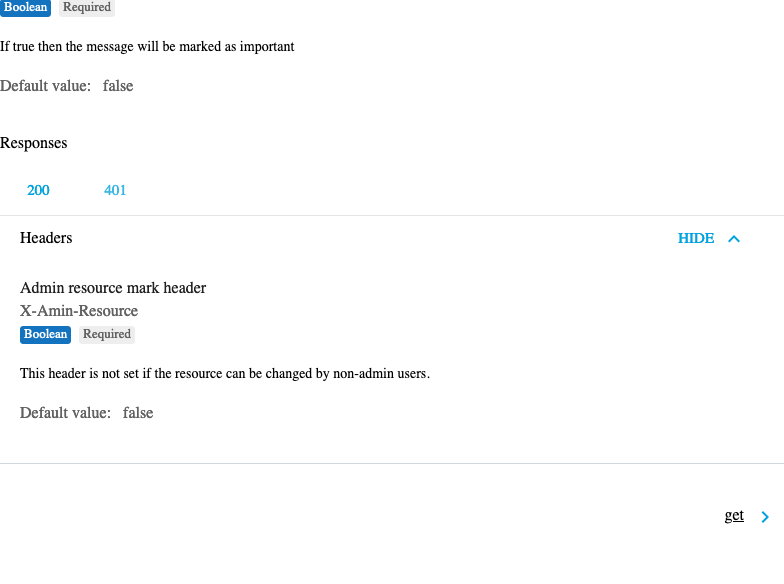 Boolean Required
If true then the message will be marked as important
Default value: false
Responses
200 401
Headers HIDE
Admin resource mark header
X-Amin-Resource
Boolean Required
This header is not set if the resource can be changed by non-admin users.
Default value: false
get